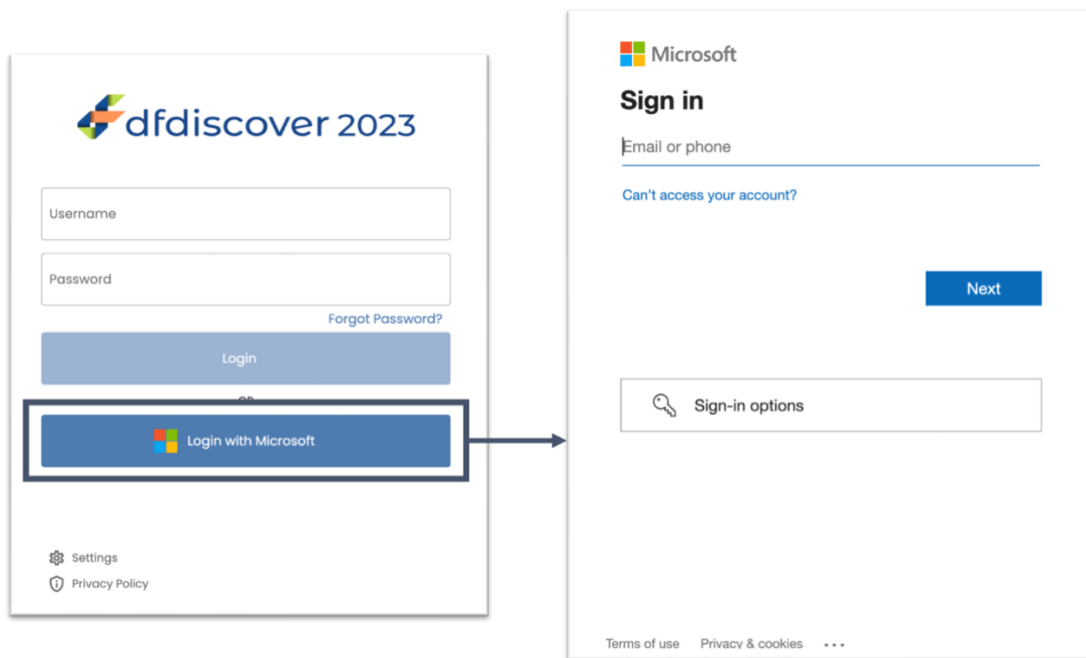 dfdiscover 2023
Username
Password
Forgot Password?
Login
OR
Login with Microsoft
Settings
Privacy Policy
Microsoft
Sign in
Email or phone
Can't access your account?
Next
Sign-in options
Terms of use Privacy & cookies ...